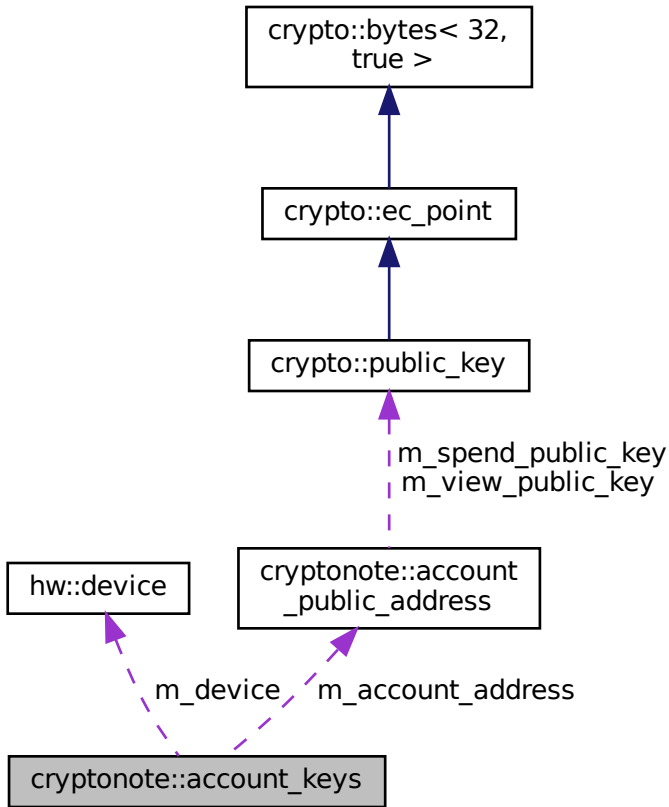 crypto::bytes< 32,
true >
crypto::ec_point
crypto::public_key
m_spend_public_key
m_view_public_key
hw::device
cryptonote::account
_public_address
m_device
m_account_address
cryptonote::account_keys